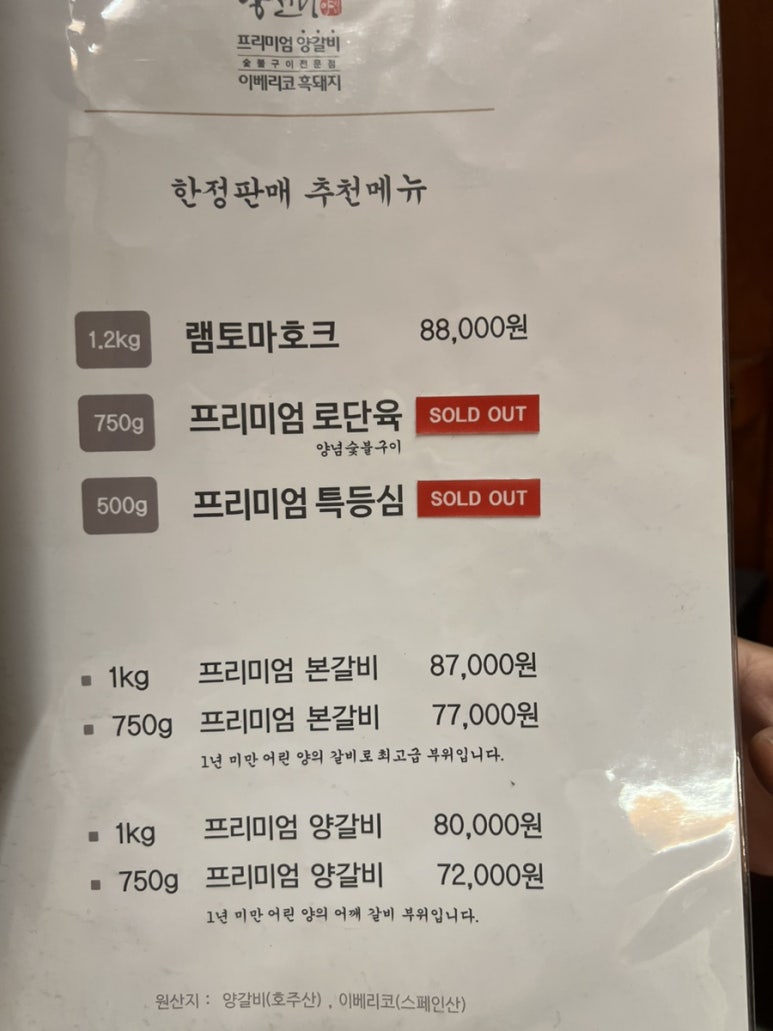 프리미엄 양갈비
숯불구이전문점
이베리코흑돼지
한정판매 추천메뉴
1.2kg 램토마호크 88,000원
750g 프리미엄 로단육 SOLD OUT
양념숯불구이
500g 프리미엄 특등심 SOLD OUT
1kg 프리미엄 본갈비 87,000원
750g 프리미엄 본갈비 77,000원
1년 미만 어린 양의 갈비로 최고급 부위입니다.
1kg 프리미엄 양갈비 80,000원
750g 프리미엄 양갈비 72,000원
1년 미만 어린 양의 어깨 갈비 부위입니다.
원산지 : 양갈비(호주산) , 이베리코(스페인산)